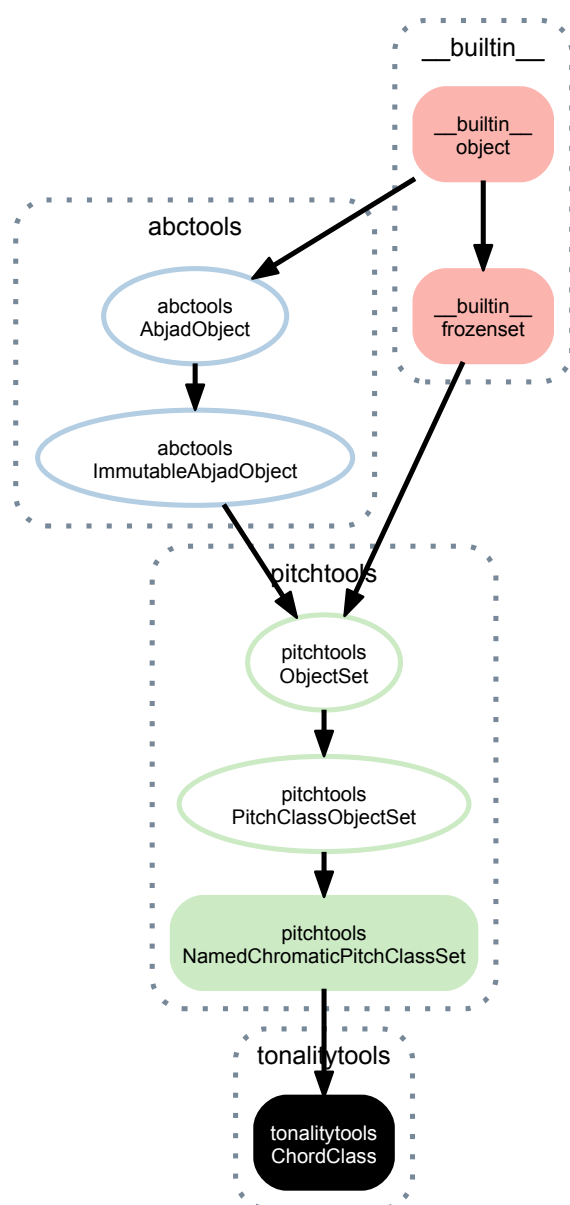 __builtin__
__builtin__
object
abctools
abctools
AbjadObject
__builtin__
frozenset
abctools
ImmutableAbjadObject
pitchtools
pitchtools
ObjectSet
pitchtools
PitchClassObjectSet
pitchtools
NamedChromaticPitchClassSet
tonalitytools
tonalitytools
ChordClass